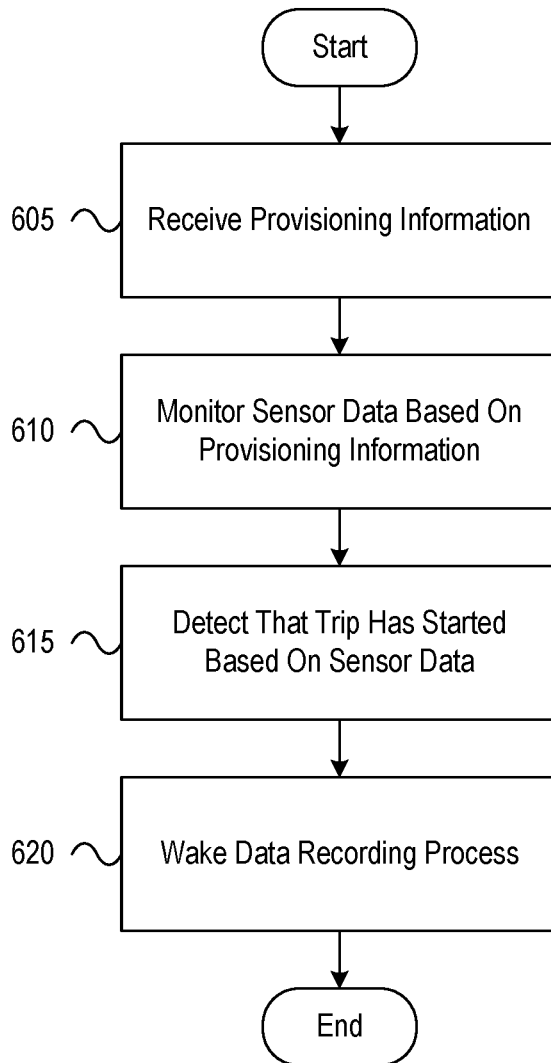 Start
605
Receive Provisioning Information
610
Monitor Sensor Data Based On
Provisioning Information
615
Detect That Trip Has Started
Based On Sensor Data
620
Wake Data Recording Process
End